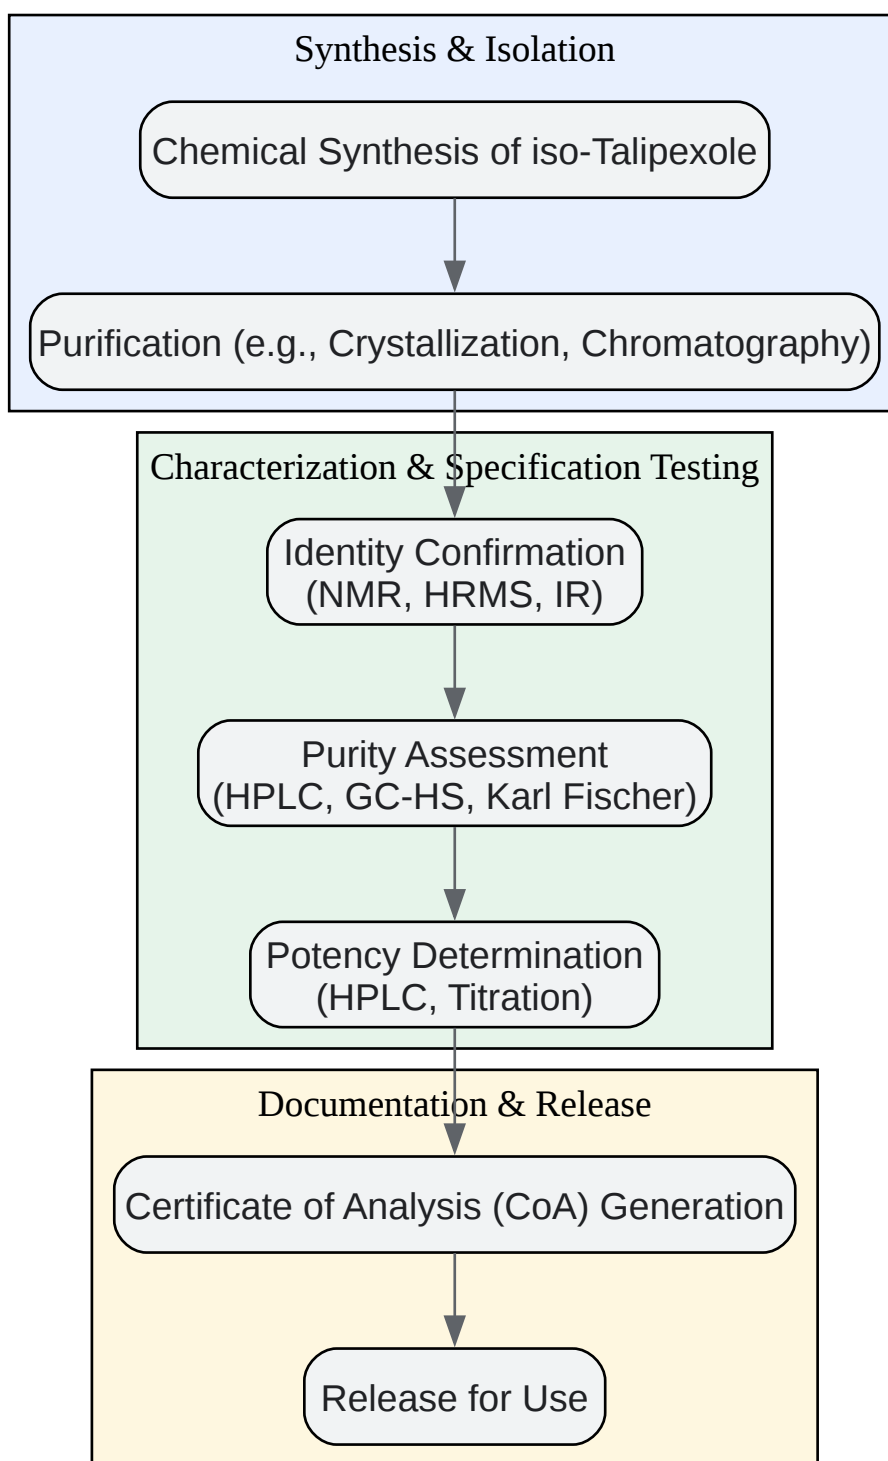 Synthesis & Isolation
Chemical Synthesis of iso-Talipexole
Purification (e.g., Crystallization, Chromatography)
Characterization & Specification Testing
Identity Confirmation
(NMR, HRMS, IR)
Purity Assessment
(HPLC, GC-HS, Karl Fischer)
Potency Determination
(HPLC, Titration)
Documentation & Release
Certificate of Analysis (CoA) Generation
Release for Use